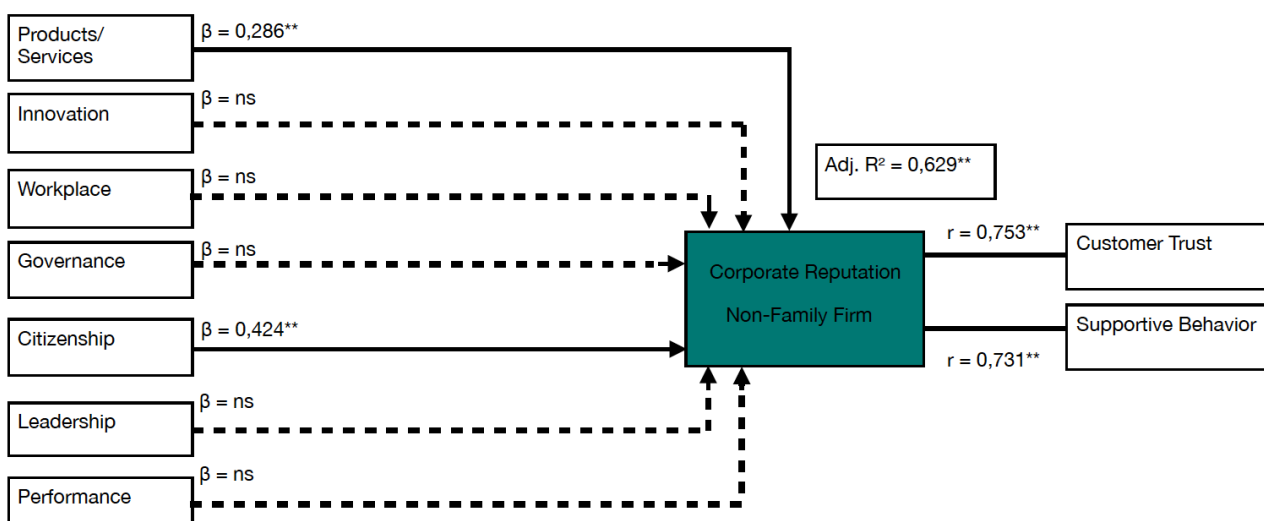 Products/
Services
β = 0,286**
Innovation
β = ns
Workplace
β = ns
Governance
β = ns
Citizenship
β = 0,424**
Leadership
β = ns
Performance
β = ns
Adj. R² = 0,629**
Corporate Reputation
Non-Family Firm
r = 0,753**
Customer Trust
r = 0,731**
Supportive Behavior